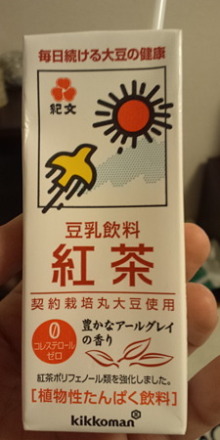 毎日続ける大豆の健康
紀文
豆乳飲料
紅茶
契約栽培丸大豆使用
0
コレステロール
ゼロ
豊かなアールグレイ
の香り
紅茶ポリフェノール類を強化しました。
[植物性たんぱく飲料]
kikkoman®